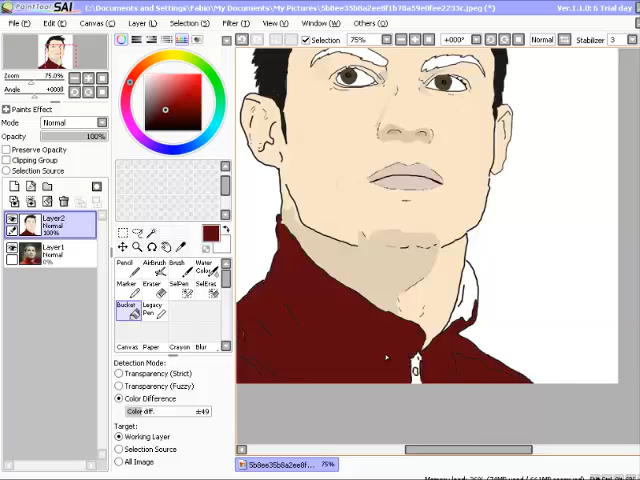 PaintTool SAI C:\Documents and Settings\Fabio\My Documents\My Pictures\5b8ee35b8a2ee8f1b78a59e0fee2233c.jpeg (*) Ver.1.1.0: 6 Trial day
File (F) Edit (E) Canvas (C) Layer (L) Selection (S) Filter (T) View (V) Window (W) Others (O)
Selection 75% +000° Normal Stabilizer 3
Zoom 75.0%
Angle +000θ
Paints Effect
Mode Normal
Opacity 100%
Preserve Opacity
Clipping Group
Selection Source
Layer2
Normal
100%
Layer1
Normal
0%
Pencil AirBrush Brush Water Color
Marker Eraser SelPen SelEras
Bucket Legacy Pen
Canvas Paper Crayon Blur
Detection Mode:
Transparency (Strict)
Transparency (Fuzzy)
Color Difference
Color diff. ±49
Target:
Working Layer
Selection Source
All Image
5b8ee35b8a2ee8f... 75%